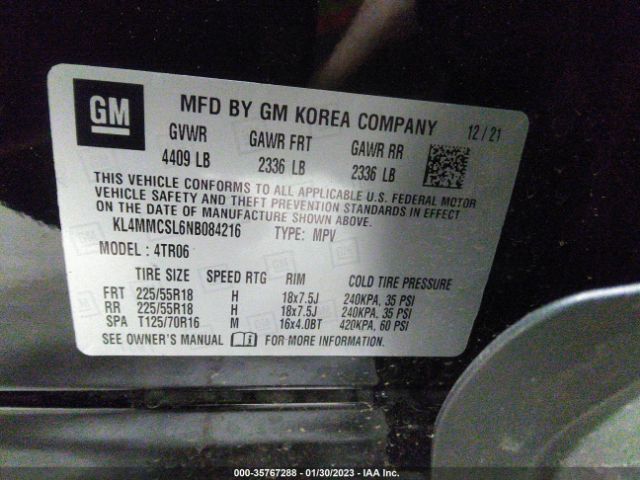 GM
MFD BY GM KOREA COMPANY 12/21
GVWR GAWR FRT GAWR RR
4409 LB 2336 LB 2336 LB
THIS VEHICLE CONFORMS TO ALL APPLICABLE U.S. FEDERAL MOTOR
VEHICLE SAFETY AND THEFT PREVENTION STANDARDS IN EFFECT
ON THE DATE OF MANUFACTURE SHOWN ABOVE.
KL4MMCSL6NB084216 TYPE: MPV
MODEL: 4TR06
TIRE SIZE SPEED RTG RIM COLD TIRE PRESSURE
FRT 225/55R18 H 18x7.5J 240KPA, 35 PSI
RR 225/55R18 H 18x7.5J 240KPA, 35 PSI
SPA T125/70R16 M 16x4.0BT 420KPA, 60 PSI
SEE OWNER'S MANUAL FOR MORE INFORMATION.
000-35767288 - 01/30/2023 - IAA Inc.